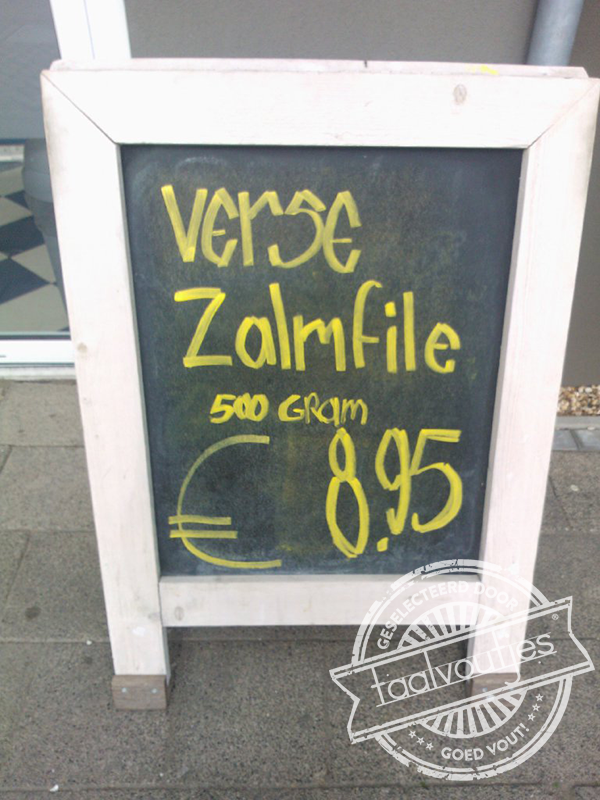 Verse
Zalmfile
500 GRam
€ 8.95
GESELECTEERD DOOR
taalvoutjes®
GOED VOUT!